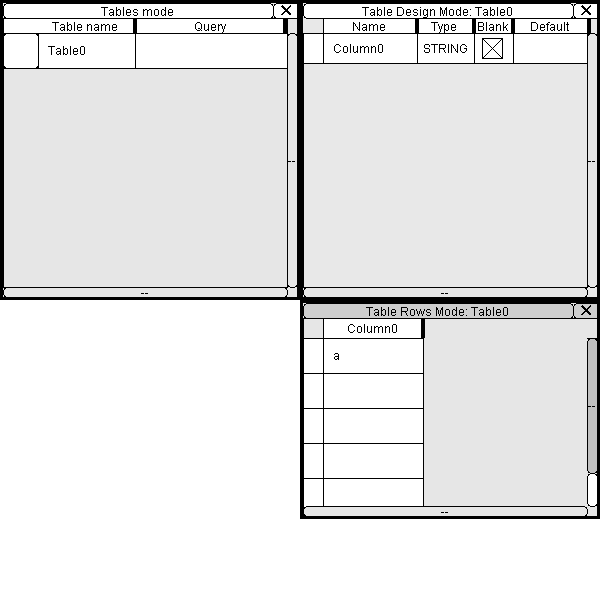 Tables mode
Table name Query
Table0
--
--
Table Design Mode: Table0
Name Type Blank Default
Column0 STRING
--
--
Table Rows Mode: Table0
Column0
a
--
--